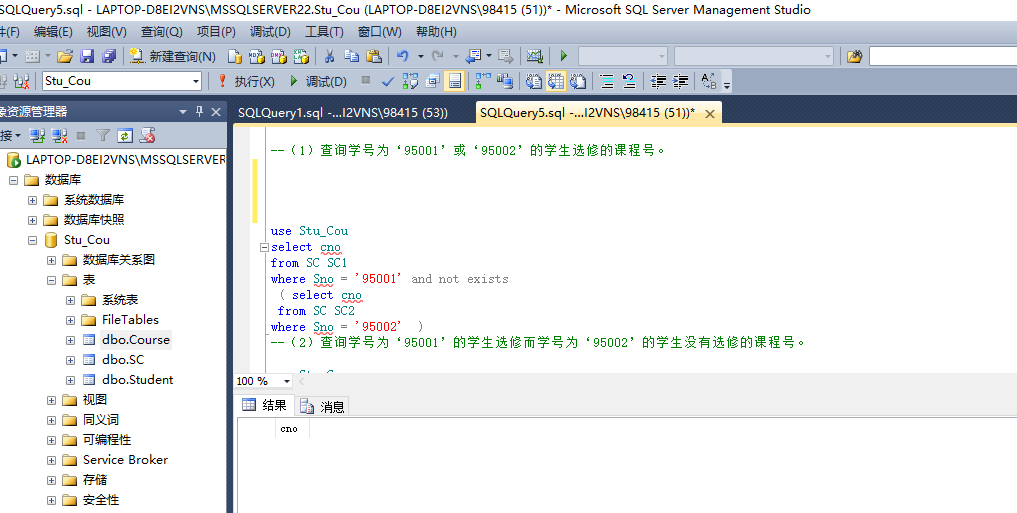 SQLQuery5.sql - LAPTOP-D8EI2VNS\MSSQLSERVER22.Stu_Cou (LAPTOP-D8EI2VNS\98415 (51))* - Microsoft SQL Server Management Studio
件(F) 编辑(E) 视图(V) 查询(Q) 项目(P) 调试(D) 工具(T) 窗口(W) 帮助(H)
新建查询(N)
Stu_Cou 执行(X) 调试(D)
象资源管理器
SQLQuery1.sql -...I2VNS\98415 (53))
SQLQuery5.sql -...I2VNS\98415 (51))*
接
LAPTOP-D8EI2VNS\MSSQLSERVER
数据库
系统数据库
数据库快照
Stu_Cou
数据库关系图
表
系统表
FileTables
dbo.Course
dbo.SC
dbo.Student
视图
同义词
可编程性
Service Broker
存储
安全性
--（1）查询学号为‘95001’或‘95002’的学生选修的课程号。
use Stu_Cou
select cno
from SC SC1
where Sno = '95001' and not exists
( select cno
from SC SC2
where Sno = '95002' )
--（2）查询学号为‘95001’的学生选修而学号为‘95002’的学生没有选修的课程号。
100 %
结果 消息
cno